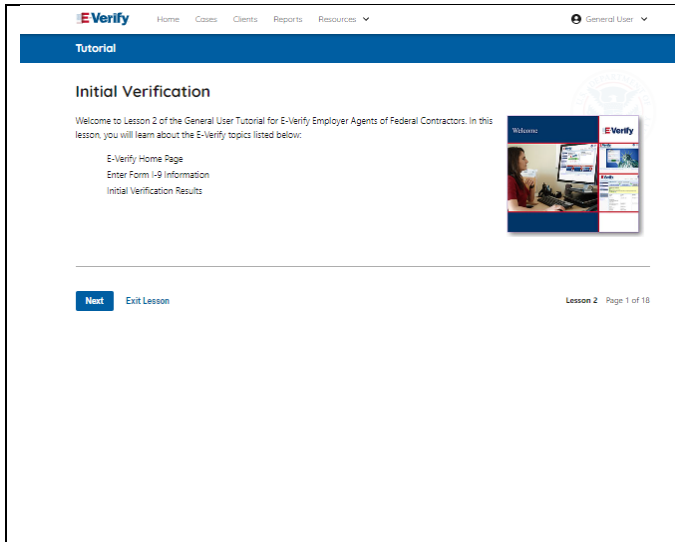 E-Verify Home Cases Clients Reports Resources General User
Tutorial
Initial Verification
Welcome to Lesson 2 of the General User Tutorial for E-Verify Employer Agents of Federal Contractors. In this
lesson, you will learn about the E-Verify topics listed below:
E-Verify Home Page
Enter Form I-9 Information
Initial Verification Results
Welcome
E-Verify
Next Exit Lesson Lesson 2 Page 1 of 18